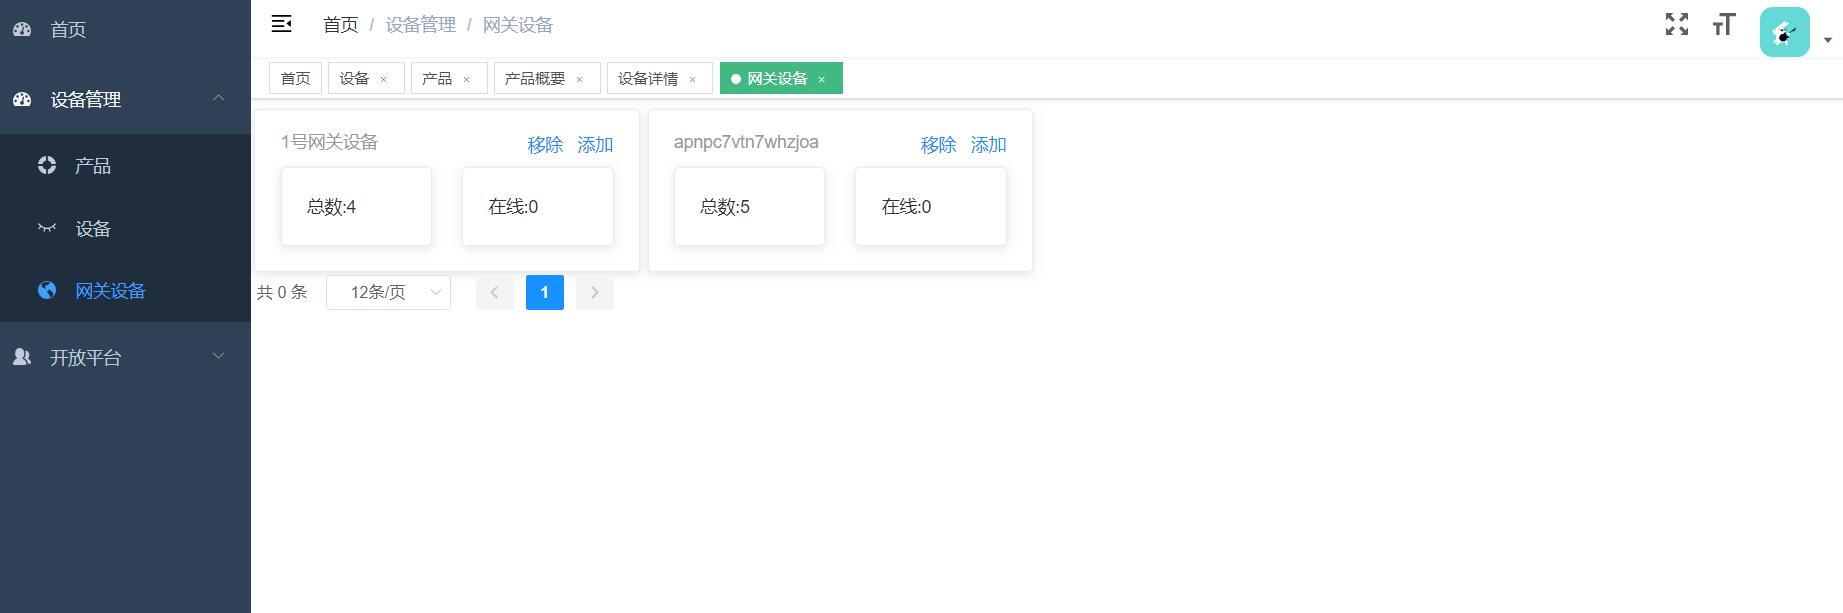 首页
设备管理
产品
设备
网关设备
开放平台
首页 / 设备管理 / 网关设备
首页 设备 × 产品 × 产品概要 × 设备详情 × 网关设备 ×
1号网关设备 移除 添加
总数:4 在线:0
apnpc7vtn7whzjoa 移除 添加
总数:5 在线:0
共 0 条 12条/页 1